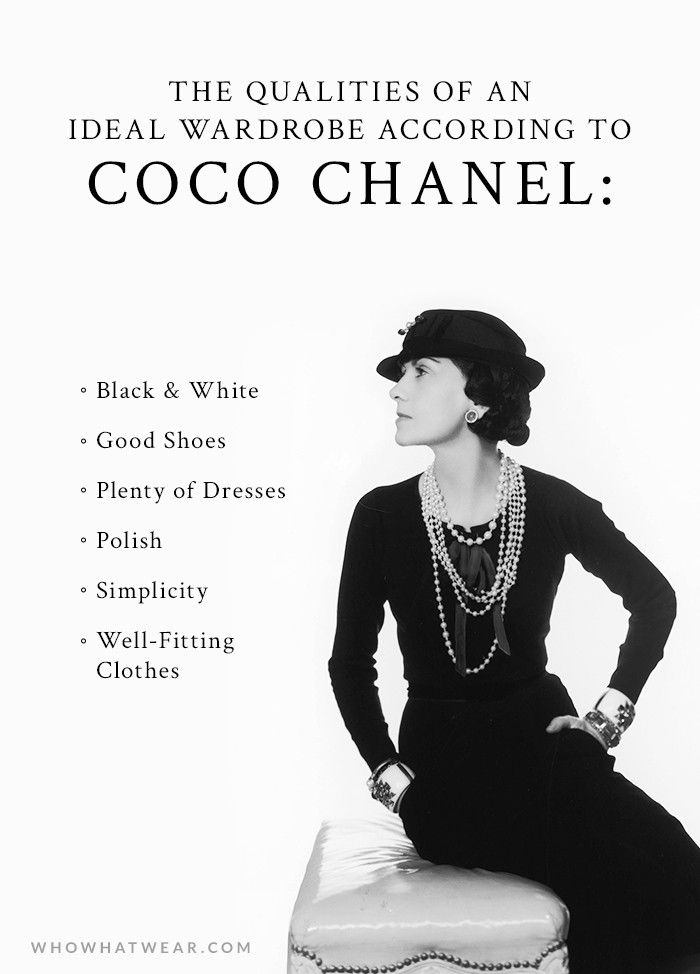 THE QUALITIES OF AN
IDEAL WARDROBE ACCORDING TO
COCO CHANEL:
◦ Black & White
◦ Good Shoes
◦ Plenty of Dresses
◦ Polish
◦ Simplicity
◦ Well-Fitting
Clothes
WHOWHATWEAR.COM